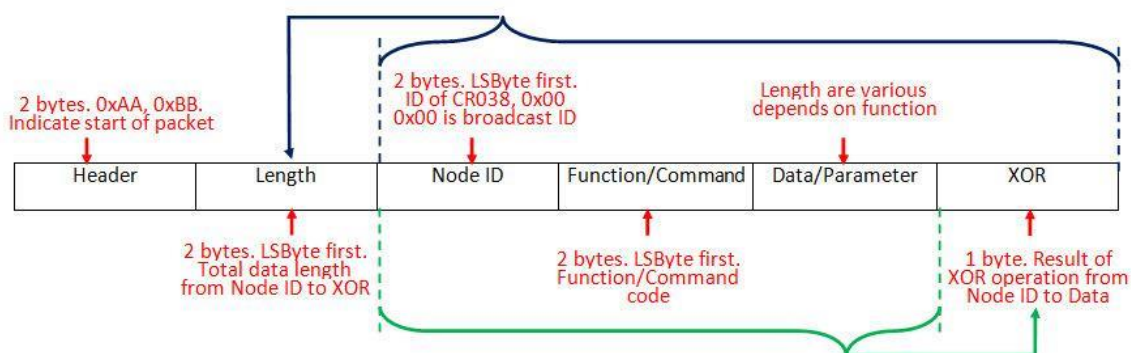 2 bytes. 0xAA, 0xBB.
Indicate start of packet
2 bytes. LSByte first.
ID of CR038, 0x00
0x00 is broadcast ID
Length are various
depends on function
Header
Length
Node ID
Function/Command
Data/Parameter
XOR
2 bytes. LSByte first.
Total data length
from Node ID to XOR
2 bytes. LSByte first.
Function/Command
code
1 byte. Result of
XOR operation from
Node ID to Data